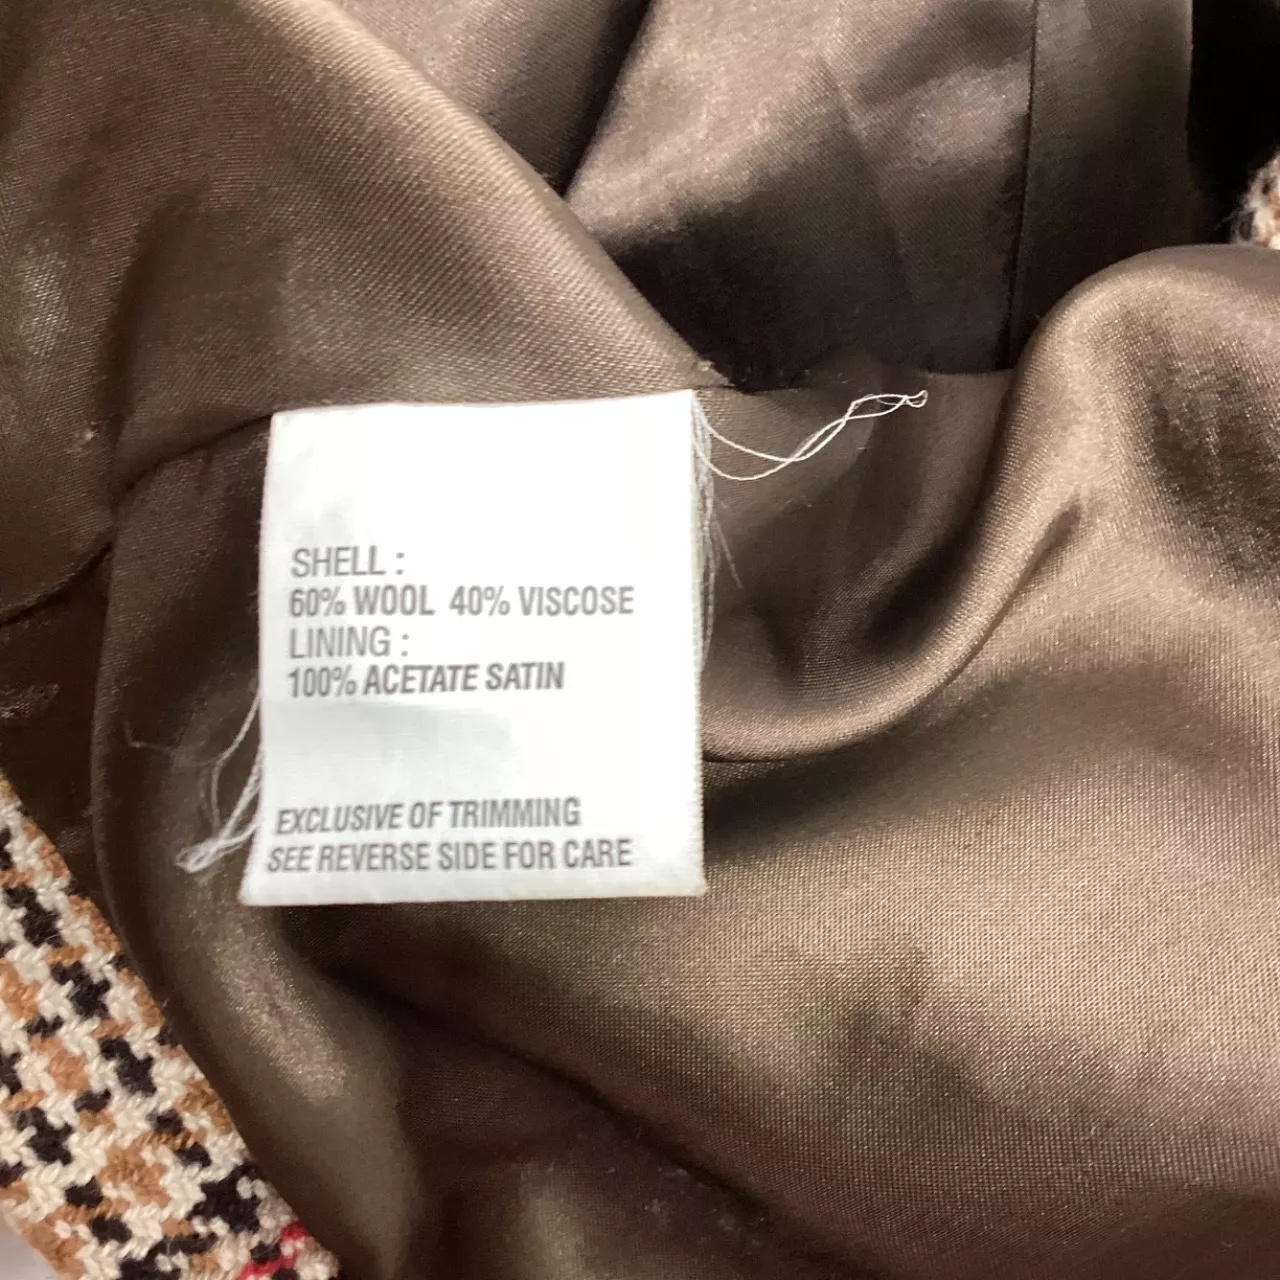 SHELL :
60% WOOL 40% VISCOSE
LINING :
100% ACETATE SATIN
EXCLUSIVE OF TRIMMING
SEE REVERSE SIDE FOR CARE